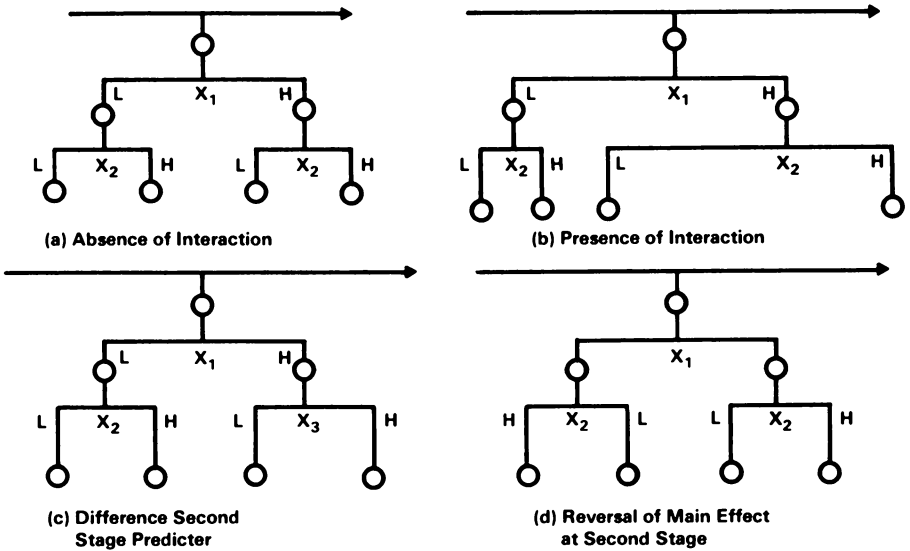 L X₁ H
L X₂ H L X₂ H
(a) Absence of Interaction
L X₁ H
L X₂ H L X₂ H
(b) Presence of Interaction
L X₁ H
L X₂ H L X₃ H
(c) Difference Second
Stage Predicter
X₁
H X₂ L L X₂ H
(d) Reversal of Main Effect
at Second Stage